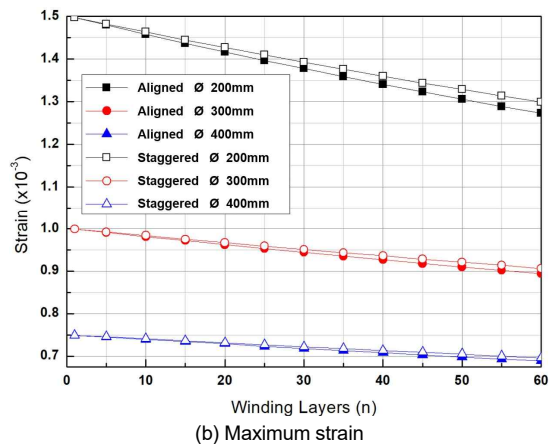 1.5
1.4
1.3
1.2
1.1
1.0
0.9
0.8
0.7
Strain (x10⁻³)
Aligned Ø 200mm
Aligned Ø 300mm
Aligned Ø 400mm
Staggered Ø 200mm
Staggered Ø 300mm
Staggered Ø 400mm
0 10 20 30 40 50 60
Winding Layers (n)
(b) Maximum strain